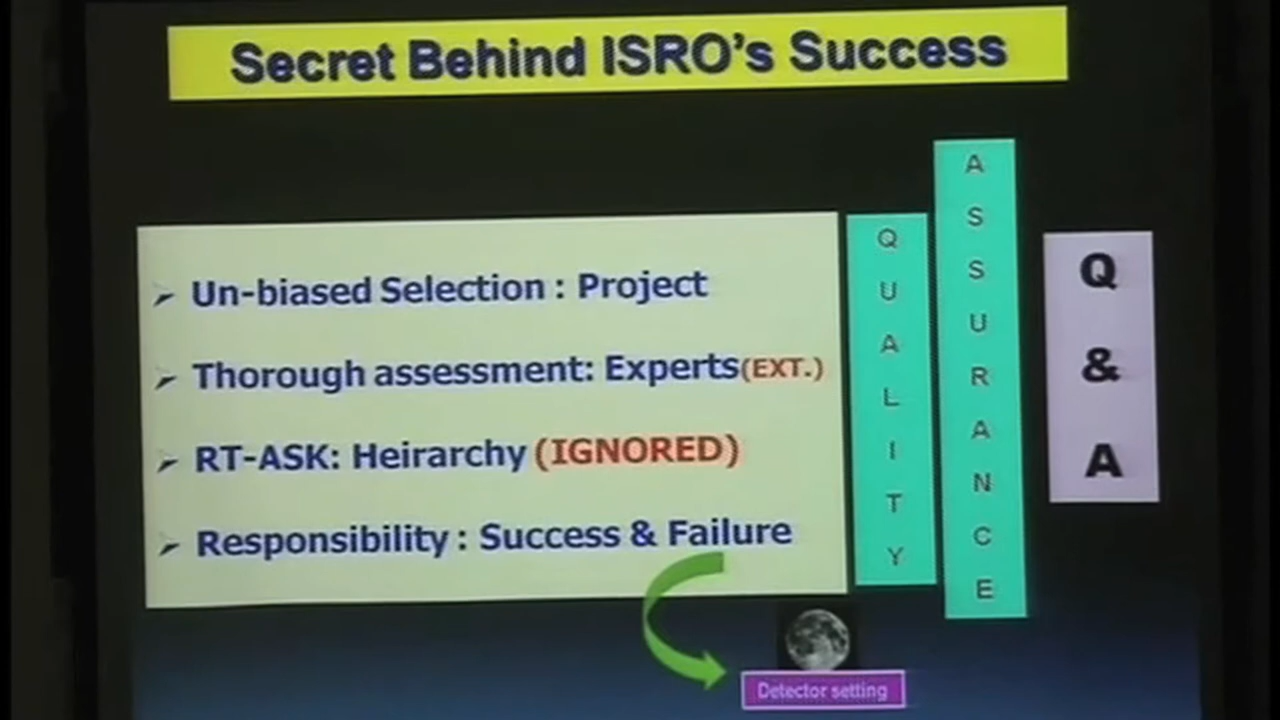 Secret Behind ISRO's Success
Un-biased Selection : Project
Thorough assessment: Experts(EXT.)
RT-ASK: Heirarchy (IGNORED)
Responsibility : Success & Failure
QUALITY
ASSURANCE
Q
&
A
Detector setting